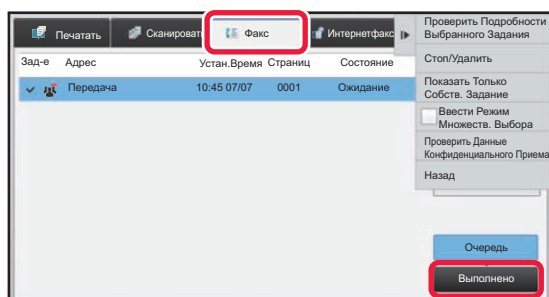 Печатать
Сканироват
Факс
Интернетфакс
Зад-е Адрес Устан.Время Страниц Состояние
Передача 10:45 07/07 0001 Ожидание
Проверить Подробности
Выбранного Задания
Стоп/Удалить
Показать Только
Собств. Задание
Ввести Режим
Множеств. Выбора
Проверить Данные
Конфиденциального Приема
Назад
Очередь
Выполнено